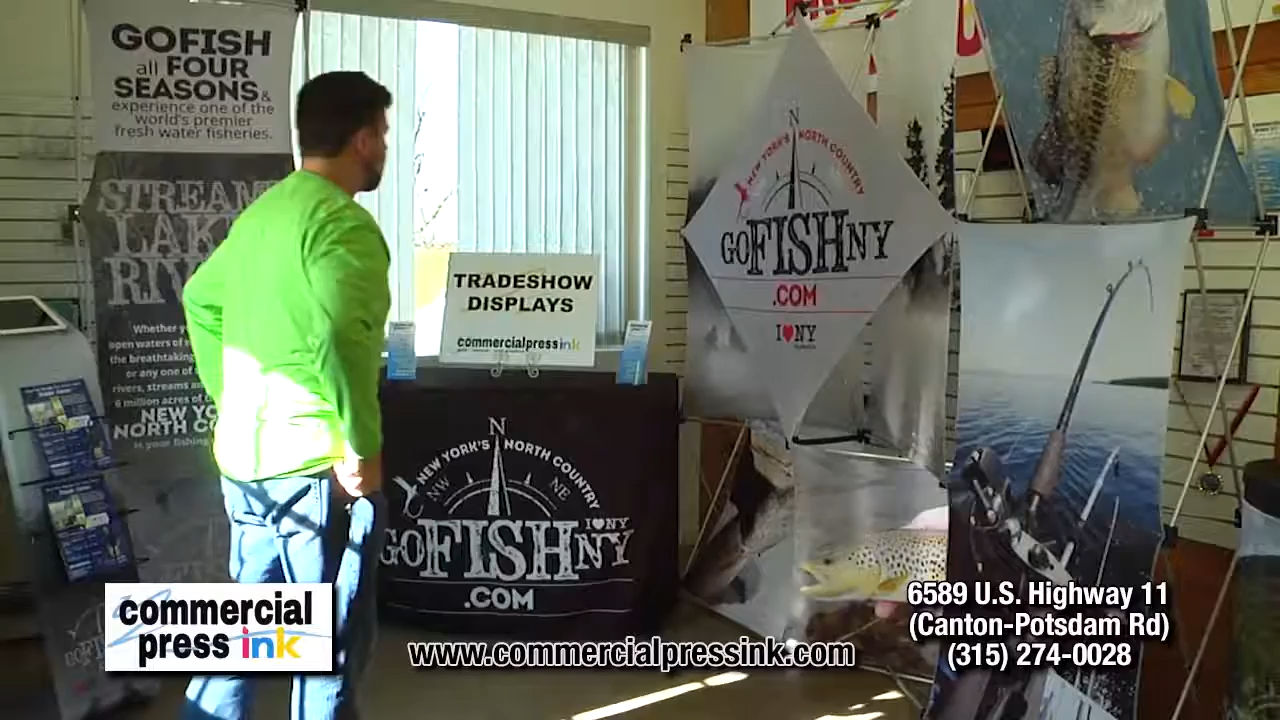 GOFISH
all FOUR
SEASONS &
experience one of the
world's premier
fresh water fisheries.
STREAM
LAK
RIV
Whether y
open waters of
the breathtaking
or any one of
rivers, streams a
6 million acres of
NEW YO
NORTH CO
is your fishing
TRADESHOW
DISPLAYS
commercialpressink
N
NEW YORK'S NORTH COUNTRY
NW NE
GOFISHNY
I♥NY
.COM
N
NEW YORK'S NORTH COUNTRY
GOFISHNY
.COM
I♥NY
commercial
press ink
www.commercialpressink.com
6589 U.S. Highway 11
(Canton-Potsdam Rd)
(315) 274-0028